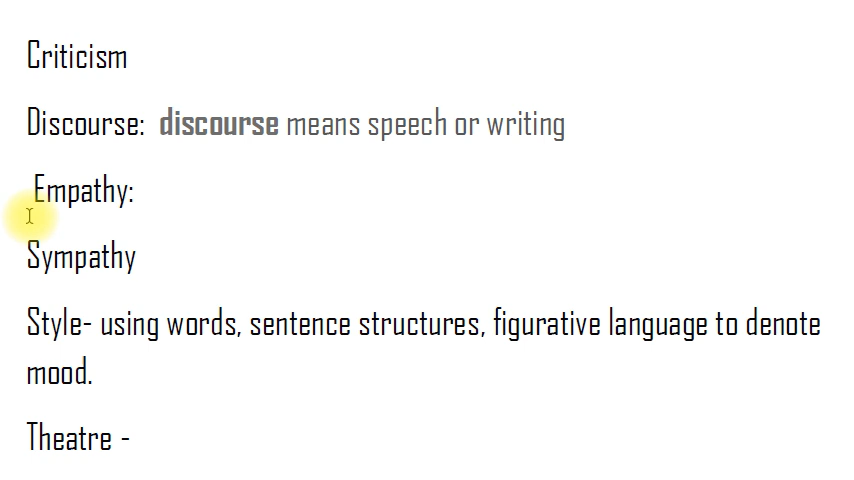 Criticism
Discourse: discourse means speech or writing
Empathy:
Sympathy
Style- using words, sentence structures, figurative language to denote
mood.
Theatre -